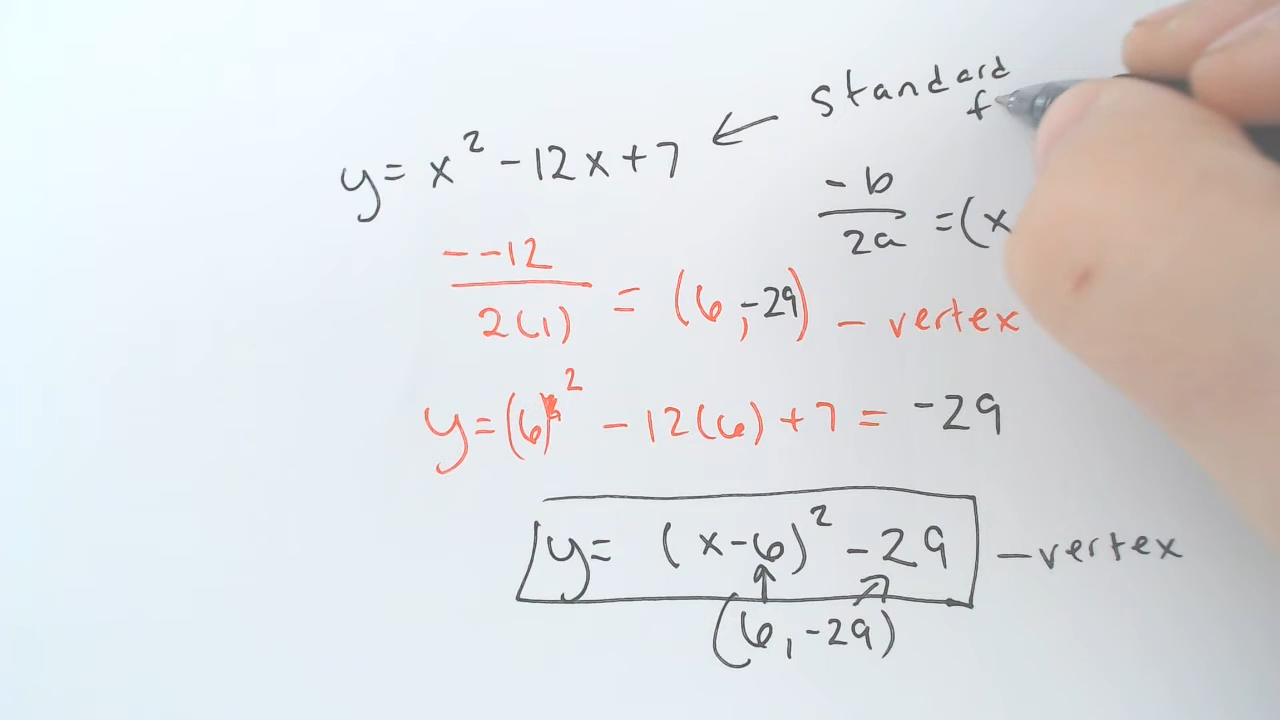 y = x² - 12x + 7 ← standard
f
-b/2a = (x
- -12/2(1) = (6, -29) - vertex
y = (6)² - 12(6) + 7 = -29
y = (x-6)² - 29 - vertex
(6, -29)